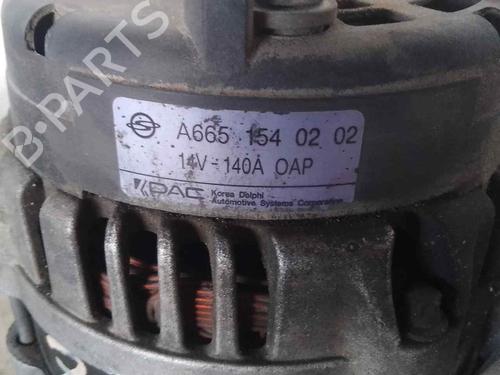 B-PARTS
A665 154 02 02
14V-140A OAP
KDAC Korea Delphi
Automotive Systems Corporation